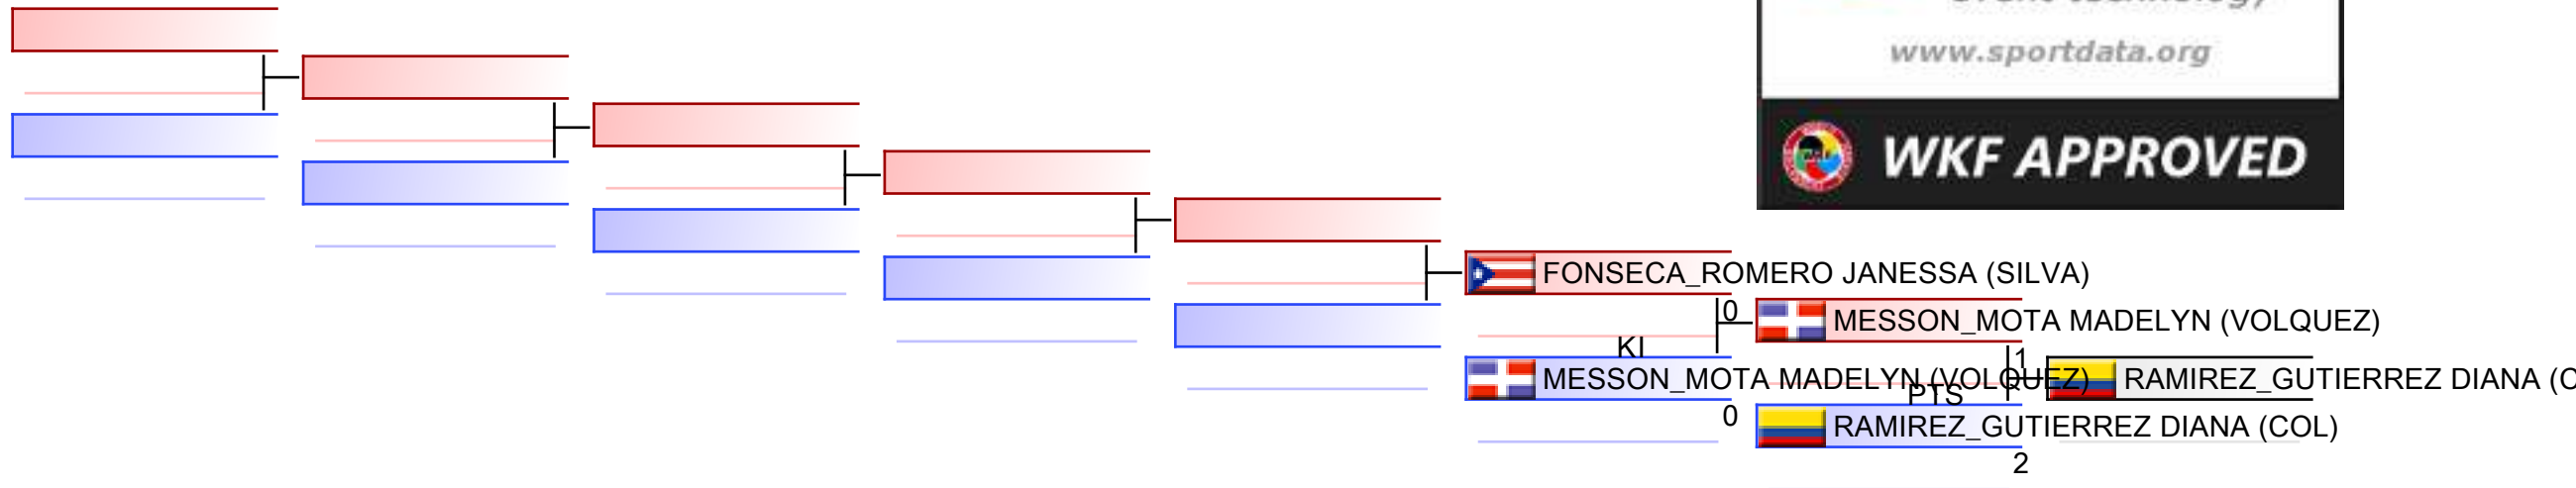 www.sportdata.org
WKF APPROVED
FONSECA_ROMERO JANESSA (SILVA)
0
MESSON_MOTA MADELYN (VOLQUEZ)
KI
1
MESSON_MOTA MADELYN (VOLQUEZ)
RAMIREZ_GUTIERREZ DIANA (C
PTS
0
RAMIREZ_GUTIERREZ DIANA (COL)
2